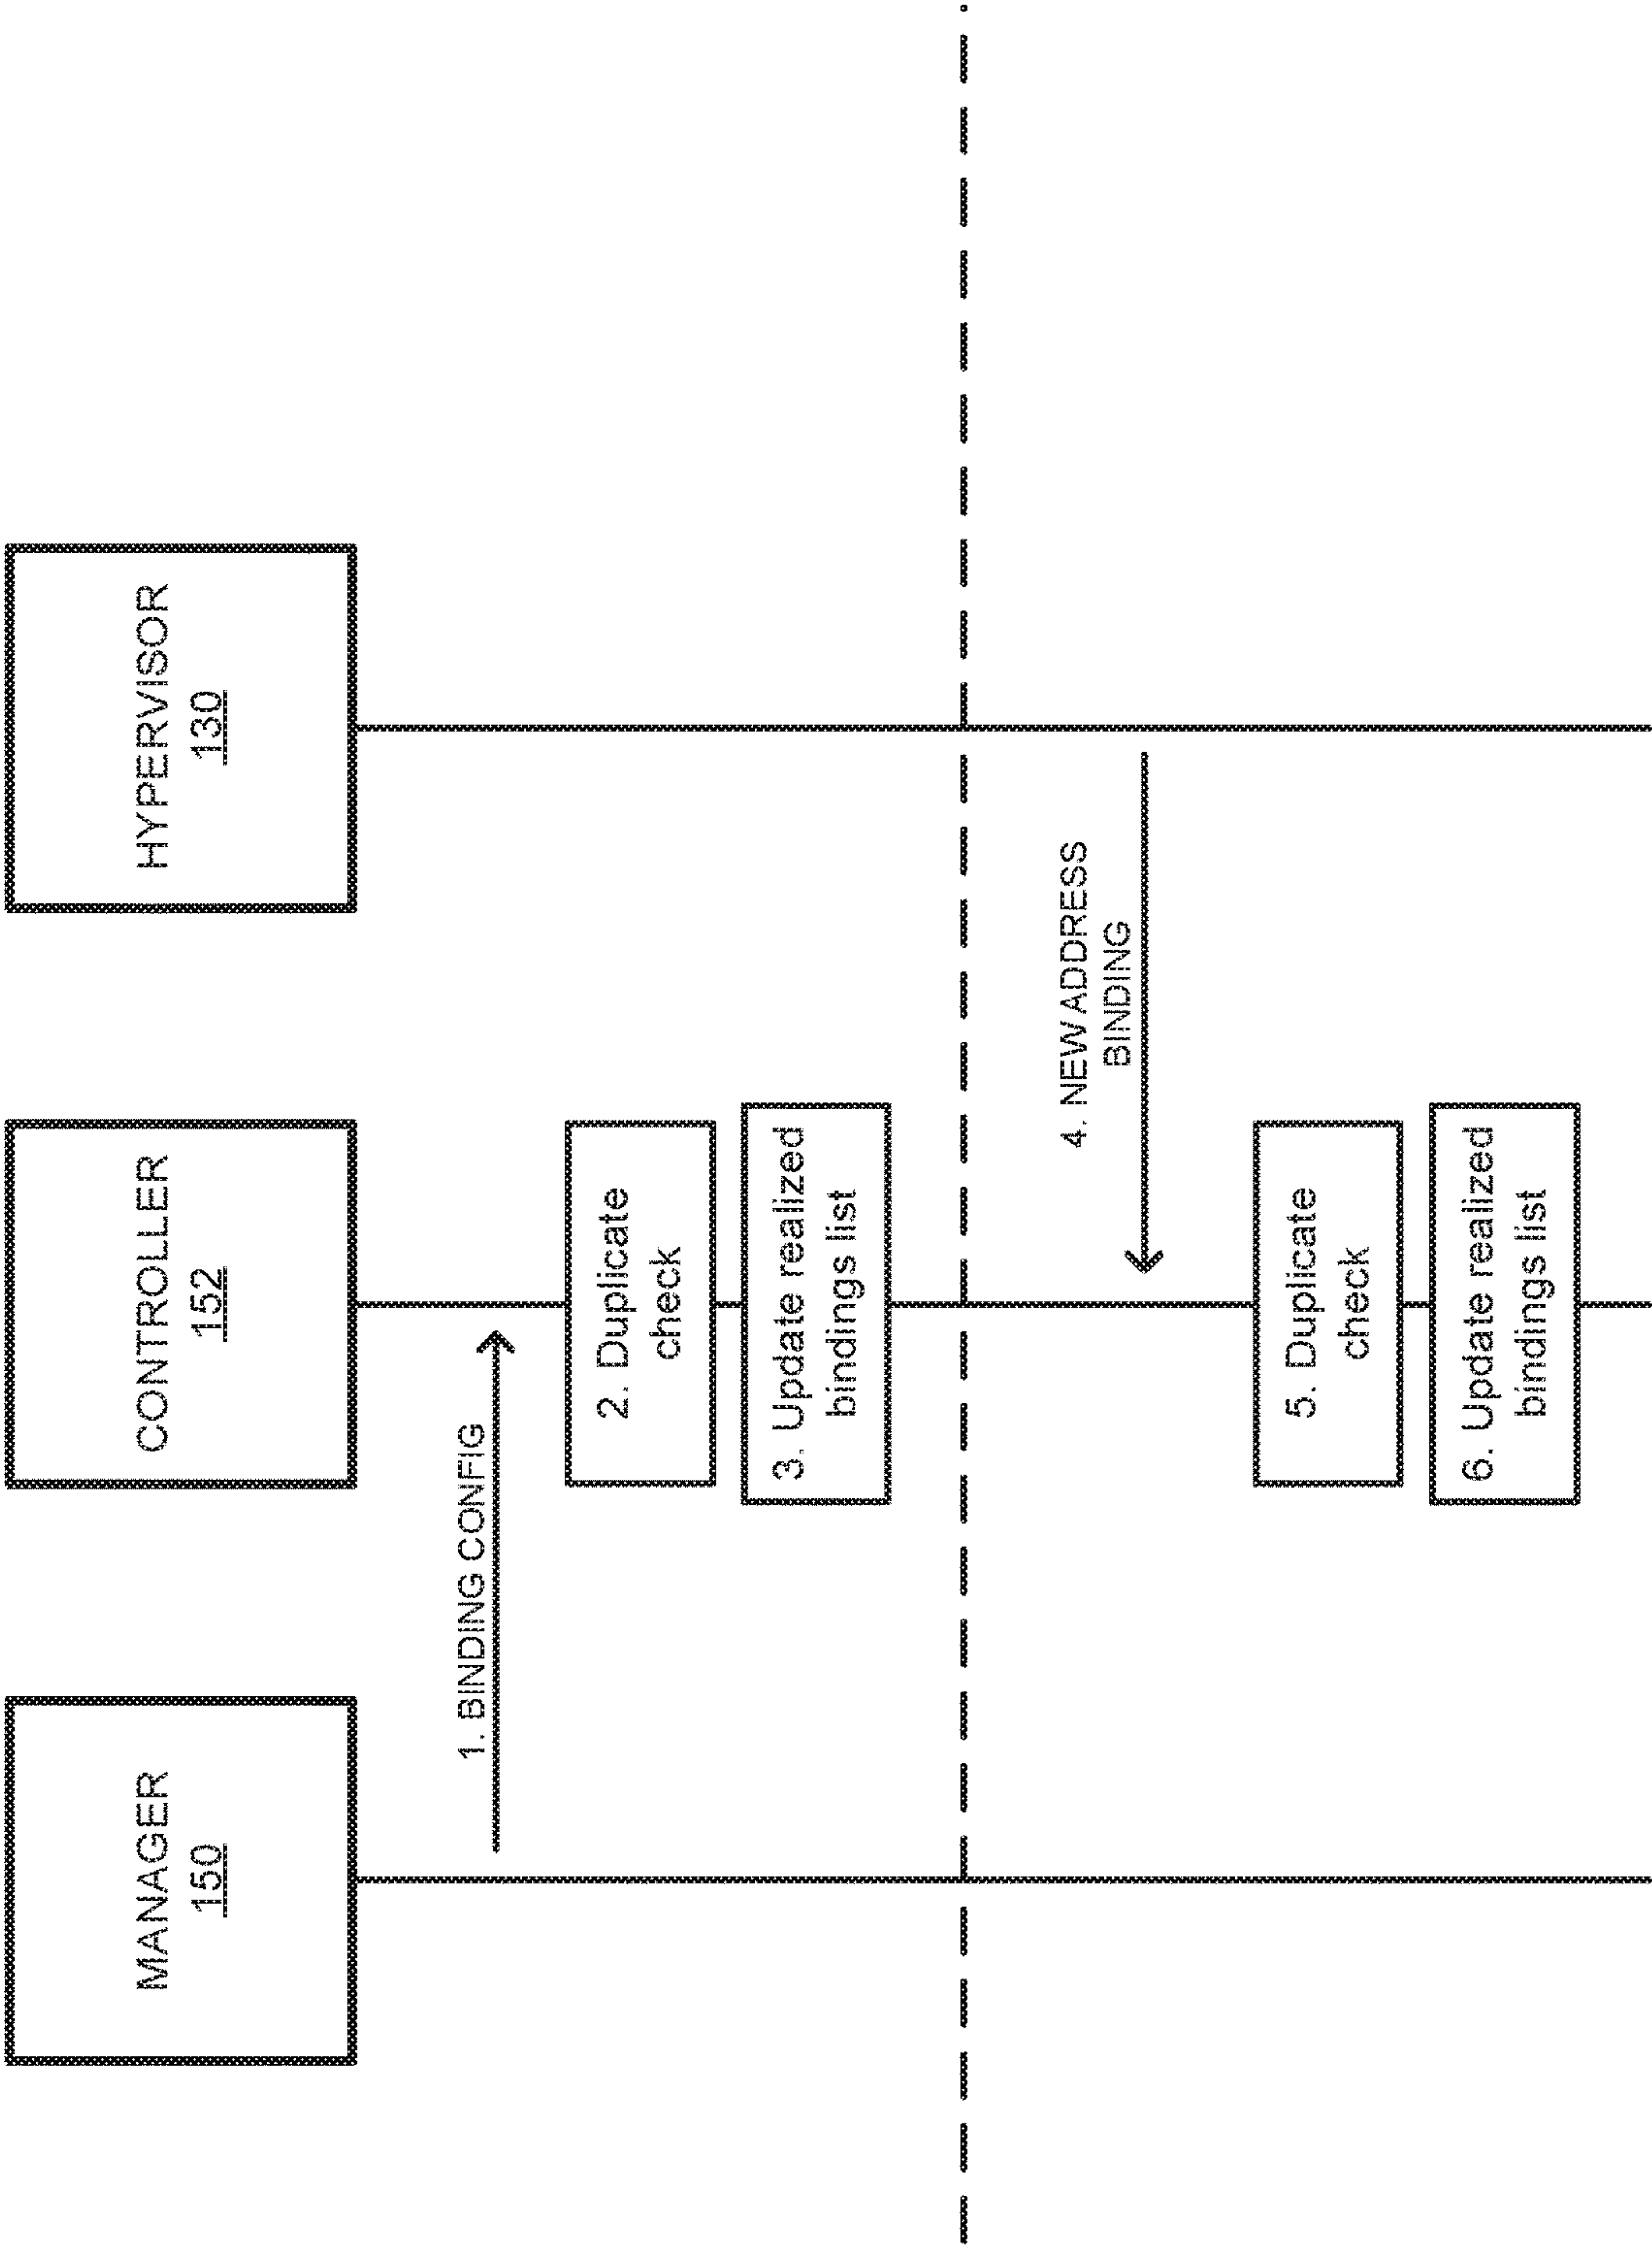 MANAGER
150
CONTROLLER
152
HYPERVISOR
130
1. BINDING CONFIG
2. Duplicate
check
3. Update realized
bindings list
4. NEW ADDRESS
BINDING
5. Duplicate
check
6. Update realized
bindings list